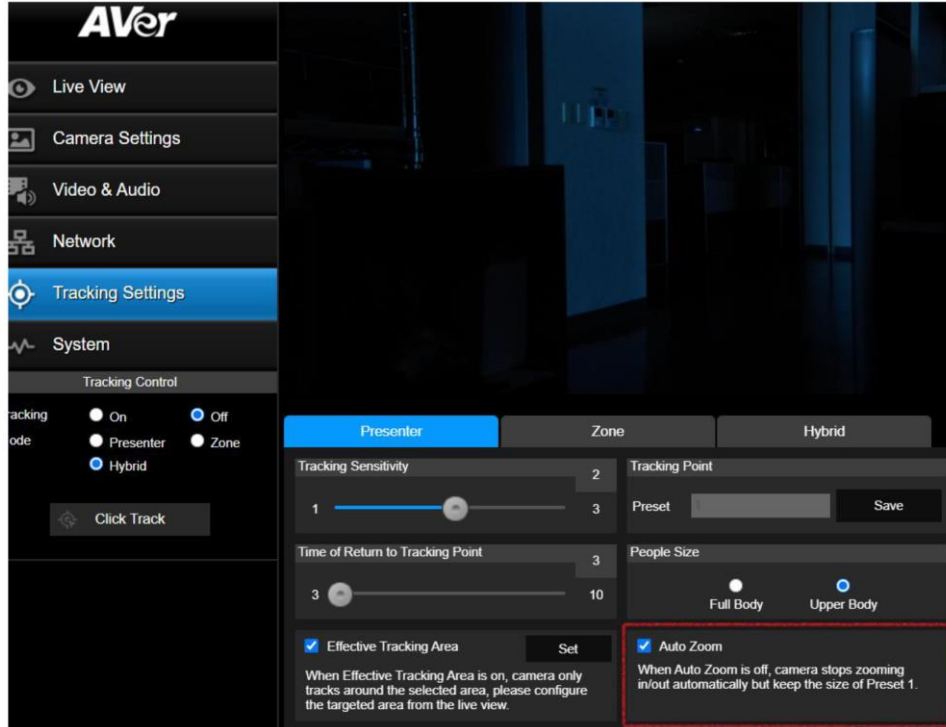 AVer
Live View
Camera Settings
Video & Audio
Network
Tracking Settings
System
Tracking Control
racking
On
Off
ode
Presenter
Zone
Hybrid
Click Track
Presenter
Zone
Hybrid
Tracking Sensitivity
2
1
3
Tracking Point
Preset
Save
Time of Return to Tracking Point
3
3
10
People Size
Full Body
Upper Body
Effective Tracking Area
Set
When Effective Tracking Area is on, camera only
tracks around the selected area, please configure
the targeted area from the live view.
Auto Zoom
When Auto Zoom is off, camera stops zooming
in/out automatically but keep the size of Preset 1.